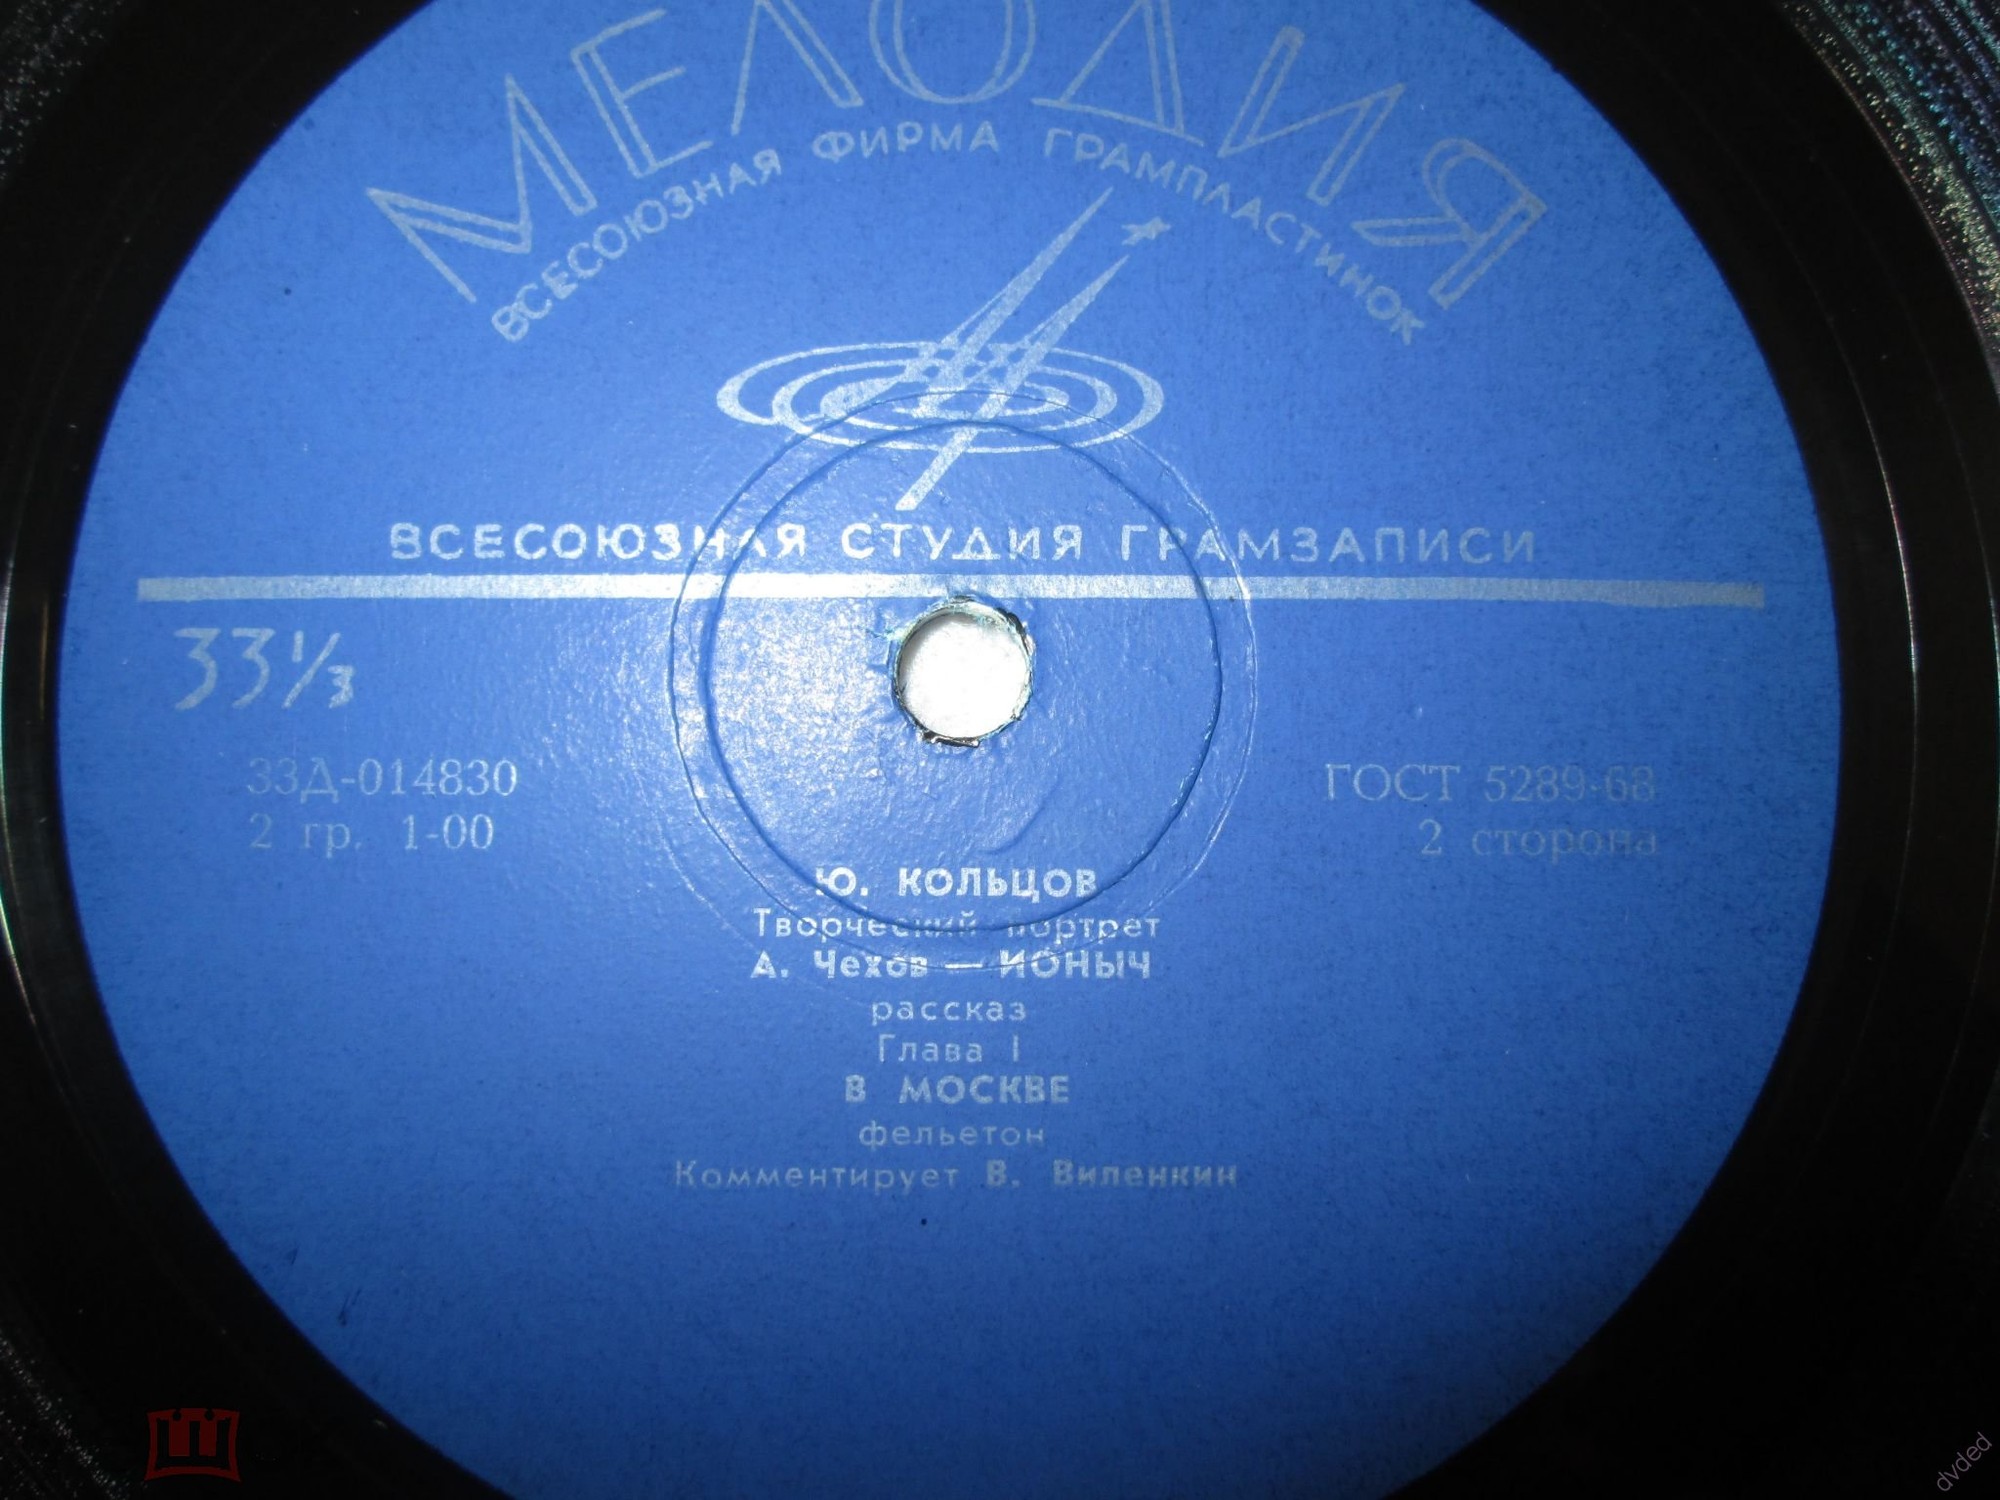 МЕЛОДИЯ
ВСЕСОЮЗНАЯ ФИРМА ГРАМПЛАСТИНОК
ВСЕСОЮЗНАЯ СТУДИЯ ГРАМЗАПИСИ
33⅓
33Д-014830
2 гр. 1-00
ГОСТ 5289-68
2 сторона
Ю. КОЛЬЦОВ
Творческий портрет
А. Чехов — ИОНЫЧ
рассказ
Глава I
В МОСКВЕ
фельетон
Комментирует В. Виленкин
dvded